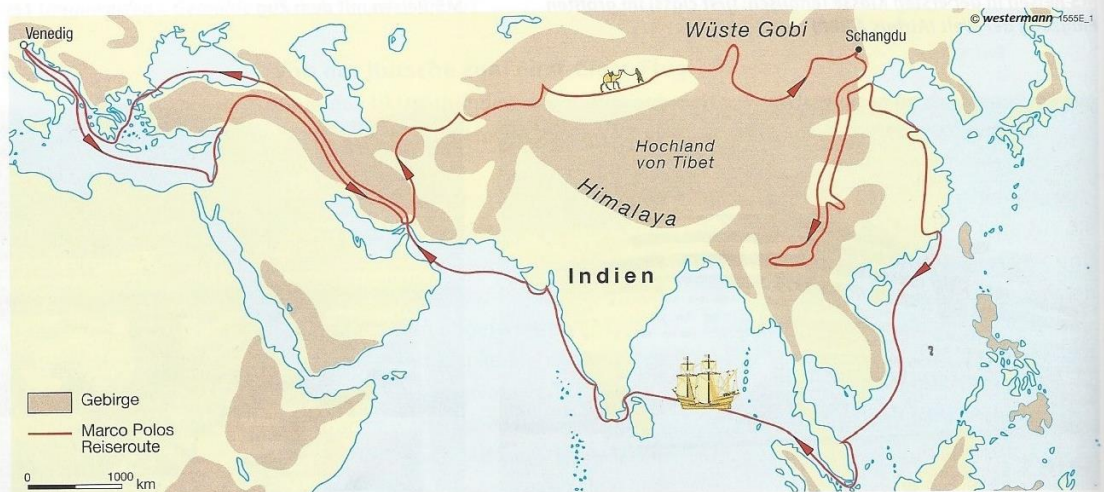 © westermann 1555E_1
Venedig
Wüste Gobi
Schangdu
Hochland
von Tibet
Himalaya
Indien
Gebirge
Marco Polos
Reiseroute
0 1000 km